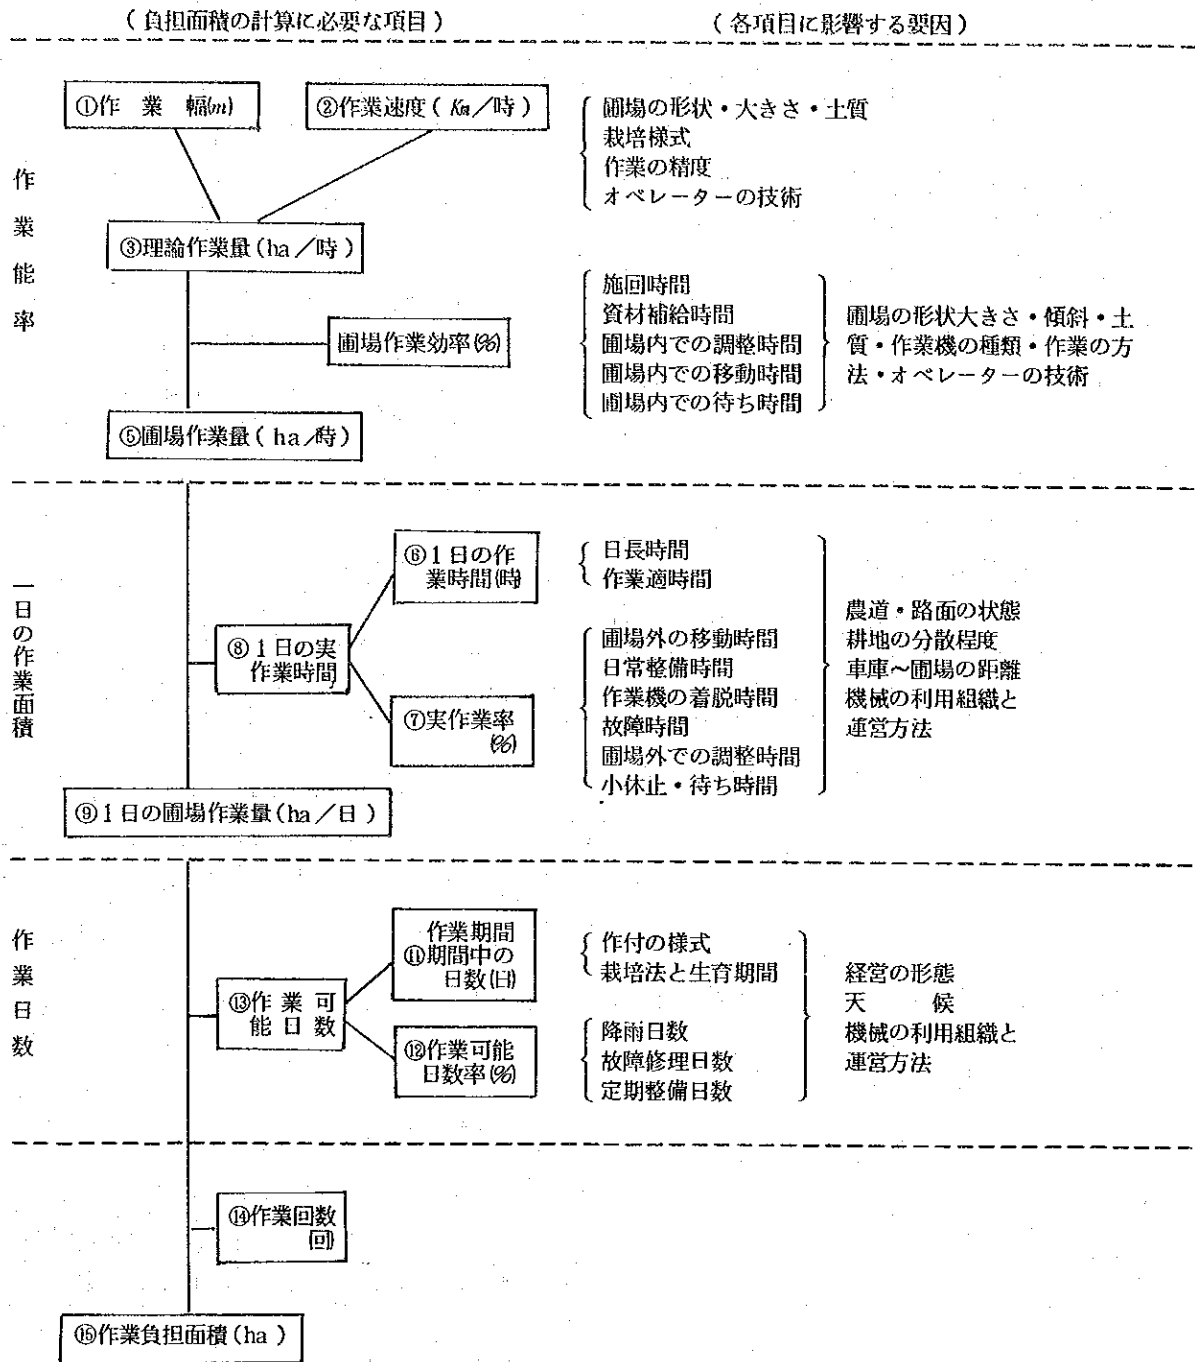 （負担面積の計算に必要な項目）
（各項目に影響する要因）
作業能率
①作　業　幅(m)
②作業速度（Km／時）
圃場の形状・大きさ・土質
栽培様式
作業の精度
オペレーターの技術
③理論作業量（ha／時）
圃場作業効率(%)
施回時間
資材補給時間
圃場内での調整時間
圃場内での移動時間
圃場内での待ち時間
圃場の形状大きさ・傾斜・土
質・作業機の種類・作業の方
法・オペレーターの技術
⑤圃場作業量（ha／時）
一日の作業面積
⑥1日の作
業時間(時)
日長時間
作業適時間
⑧1日の実
作業時間
⑦実作業率
(%)
圃場外の移動時間
日常整備時間
作業機の着脱時間
故障時間
圃場外での調整時間
小休止・待ち時間
農道・路面の状態
耕地の分散程度
車庫～圃場の距離
機械の利用組織と
運営方法
⑨1日の圃場作業量（ha／日）
作業日数
作業期間
⑪期間中の
日数(日)
作付の様式
栽培法と生育期間
⑬作業可
能日数
⑫作業可能
日数率(%)
降雨日数
故障修理日数
定期整備日数
経営の形態
天　　候
機械の利用組織と
運営方法
⑭作業回数
(回)
⑮作業負担面積（ha）